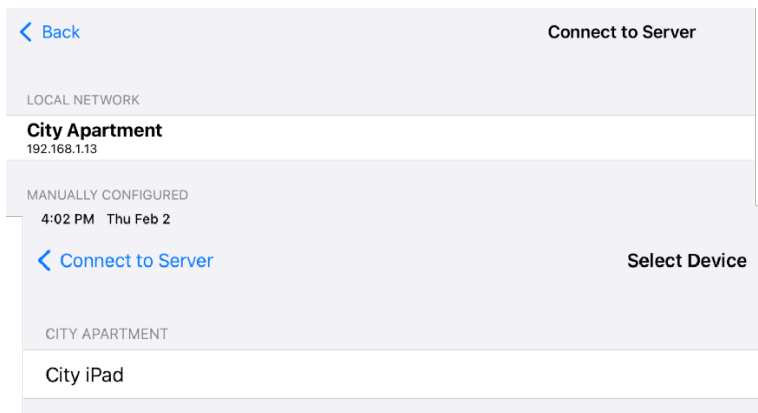 Back
Connect to Server
LOCAL NETWORK
City Apartment
192.168.1.13
MANUALLY CONFIGURED
4:02 PM Thu Feb 2
Connect to Server
Select Device
CITY APARTMENT
City iPad